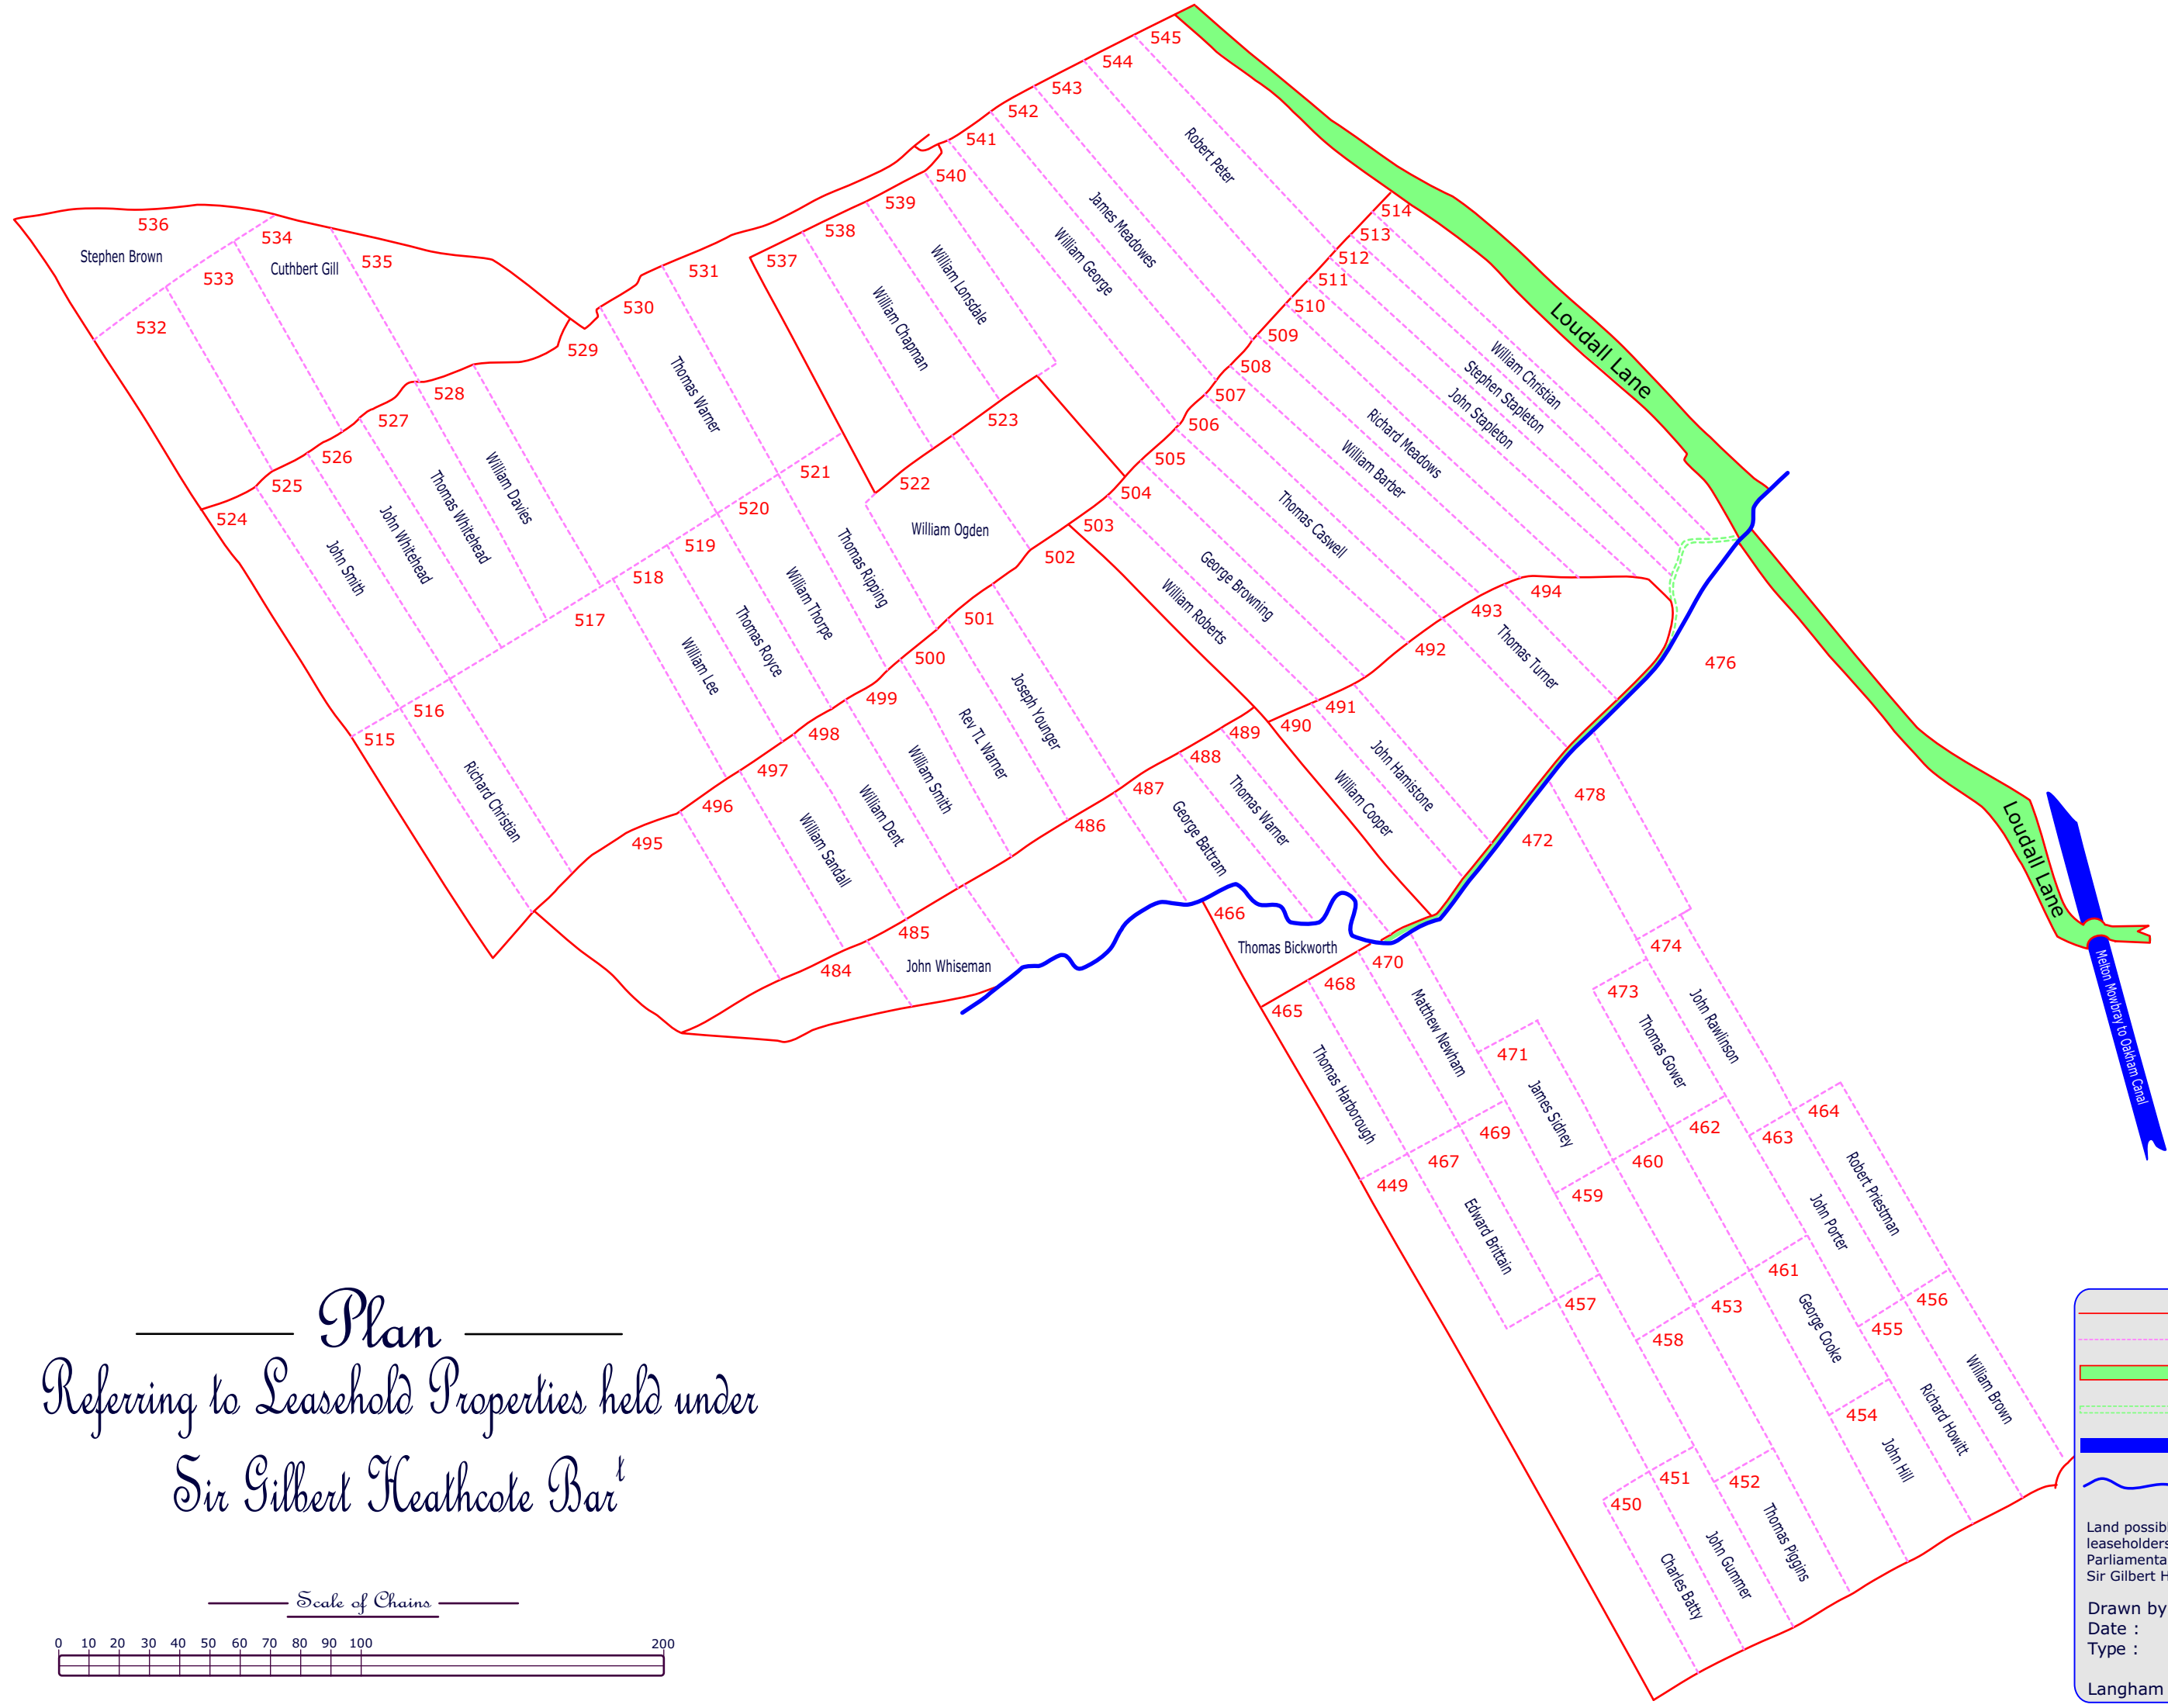 545
544
543
542
541
540
539
538
537
Robert Peter
James Meadowes
William George
William Lonsdale
William Chapman
536
Stephen Brown
534
Cuthbert Gill
535
533
532
531
530
529
528
527
526
525
524
Thomas Warner
William Davies
Thomas Whitehead
John Whitehead
John Smith
514
513
512
511
510
509
508
507
506
505
504
503
502
William Christian
Stephen Stapleton
John Stapleton
Richard Meadows
William Barber
Thomas Caswell
George Browning
William Roberts
Loudall Lane
523
522
William Ogden
521
520
519
518
517
516
515
Thomas Ripping
William Thorpe
Thomas Royce
William Lee
Richard Christian
501
500
499
498
497
496
495
Joseph Younger
Rev TL Warner
William Smith
William Dent
William Sandall
494
493
492
491
490
489
488
487
486
485
484
Thomas Turner
John Hamistone
William Cooper
Thomas Warner
George Battram
John Whiseman
476
478
472
Loudall Lane
Melton Mowbray to Oakham Canal
466
Thomas Bickworth
470
468
465
474
473
471
Matthew Newham
Thomas Harborough
John Rawlinson
Thomas Gower
James Sidney
469
467
449
464
463
462
460
459
Edward Brittain
Robert Priestman
John Porter
461
George Cooke
457
458
453
456
455
William Brown
Richard Howitt
454
John Hill
452
451
450
Thomas Piggins
John Gummer
Charles Batty
Plan
Referring to Leasehold Properties held under
Sir Gilbert Heathcote Bart
Scale of Chains
0 10 20 30 40 50 60 70 80 90 100 200
Land possibl
leaseholders
Parliamenta
Sir Gilbert H
Drawn by
Date :
Type :
Langham